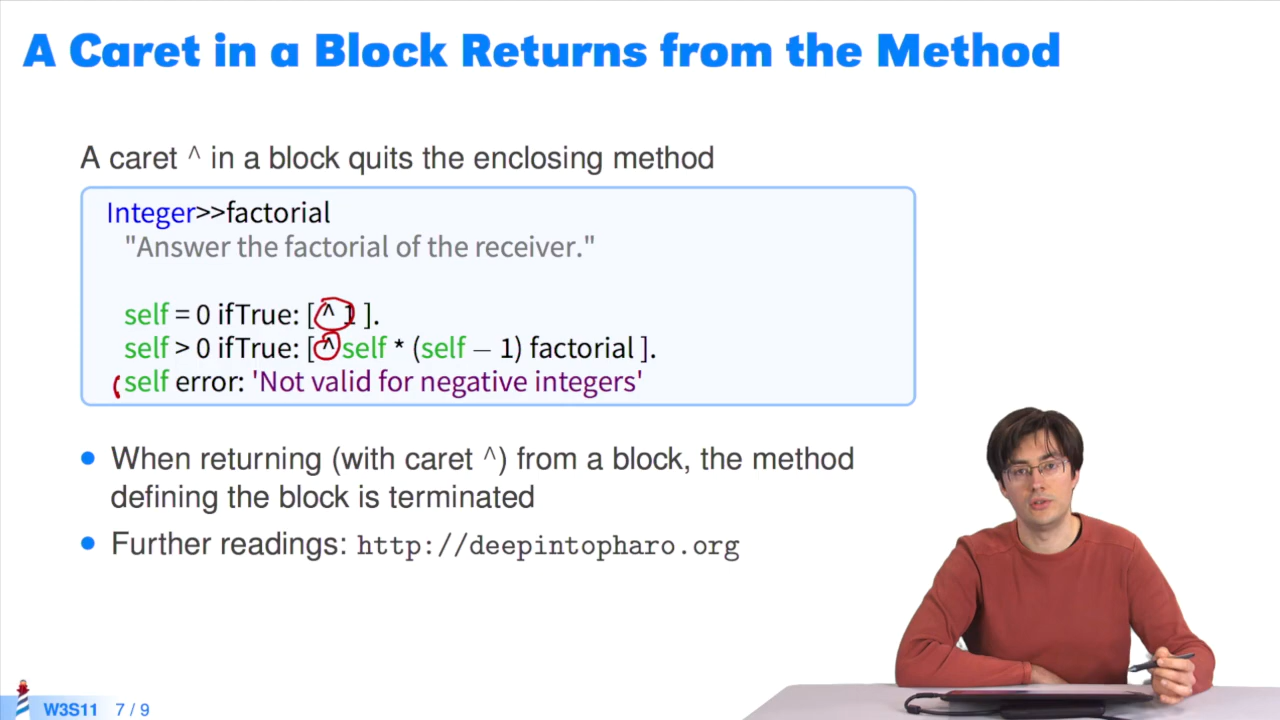 A Caret in a Block Returns from the Method
A caret ^ in a block quits the enclosing method
Integer>>factorial
"Answer the factorial of the receiver."
self = 0 ifTrue: [ ^ 1 ].
self > 0 ifTrue: [ ^ self * (self – 1) factorial ].
self error: 'Not valid for negative integers'
● When returning (with caret ^) from a block, the method
defining the block is terminated
● Further readings: http://deepintopharo.org
W3S11 7 / 9